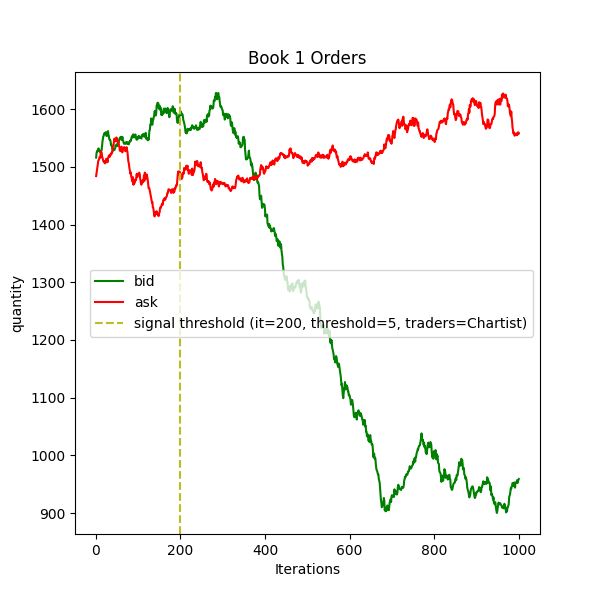 Book 1 Orders
quantity
1600
1500
1400
1300
1200
1100
1000
900
bid
ask
signal threshold (it=200, threshold=5, traders=Chartist)
0 200 400 600 800 1000
Iterations